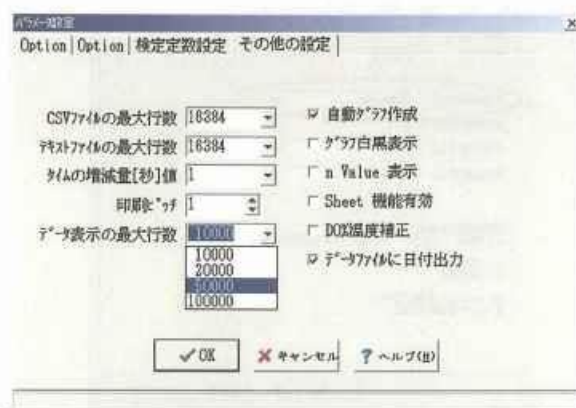 パラメータ設定
Option | Option | 検定定数設定 その他の設定
CSVファイルの最大行数 16384
テキストファイルの最大行数 16384
タイムの増減量[秒]値 1
印刷ピッチ 1
データ表示の最大行数 10000
10000
20000
50000
100000
自動グラフ作成
グラフ白黒表示
n Value 表示
Sheet 機能有効
DO%温度補正
データファイルに日付出力
OK
キャンセル
? ヘルプ(H)